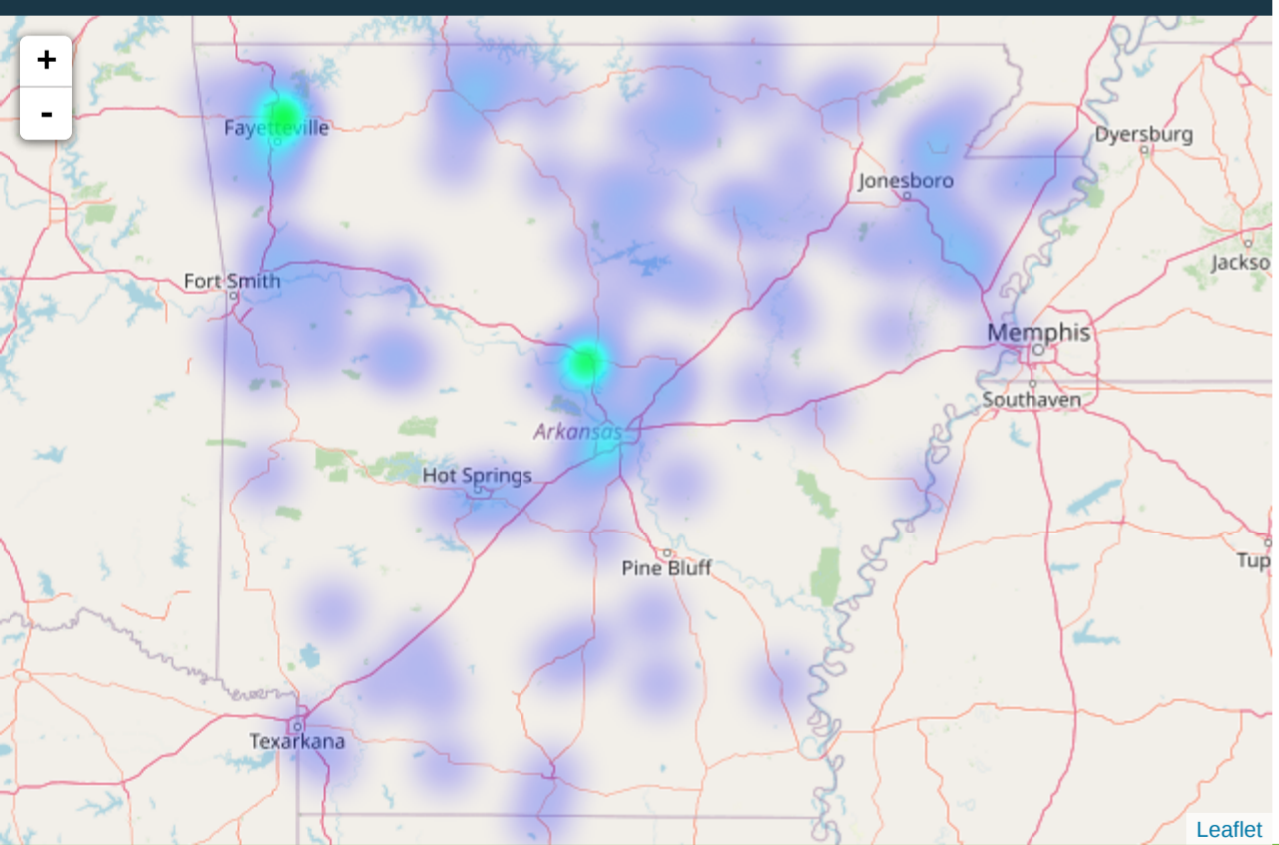 +
-
Fayetteville
Dyersburg
Jonesboro
Jackso
Fort Smith
Memphis
Southaven
Arkansas
Hot Springs
Pine Bluff
Tup
Texarkana
Leaflet